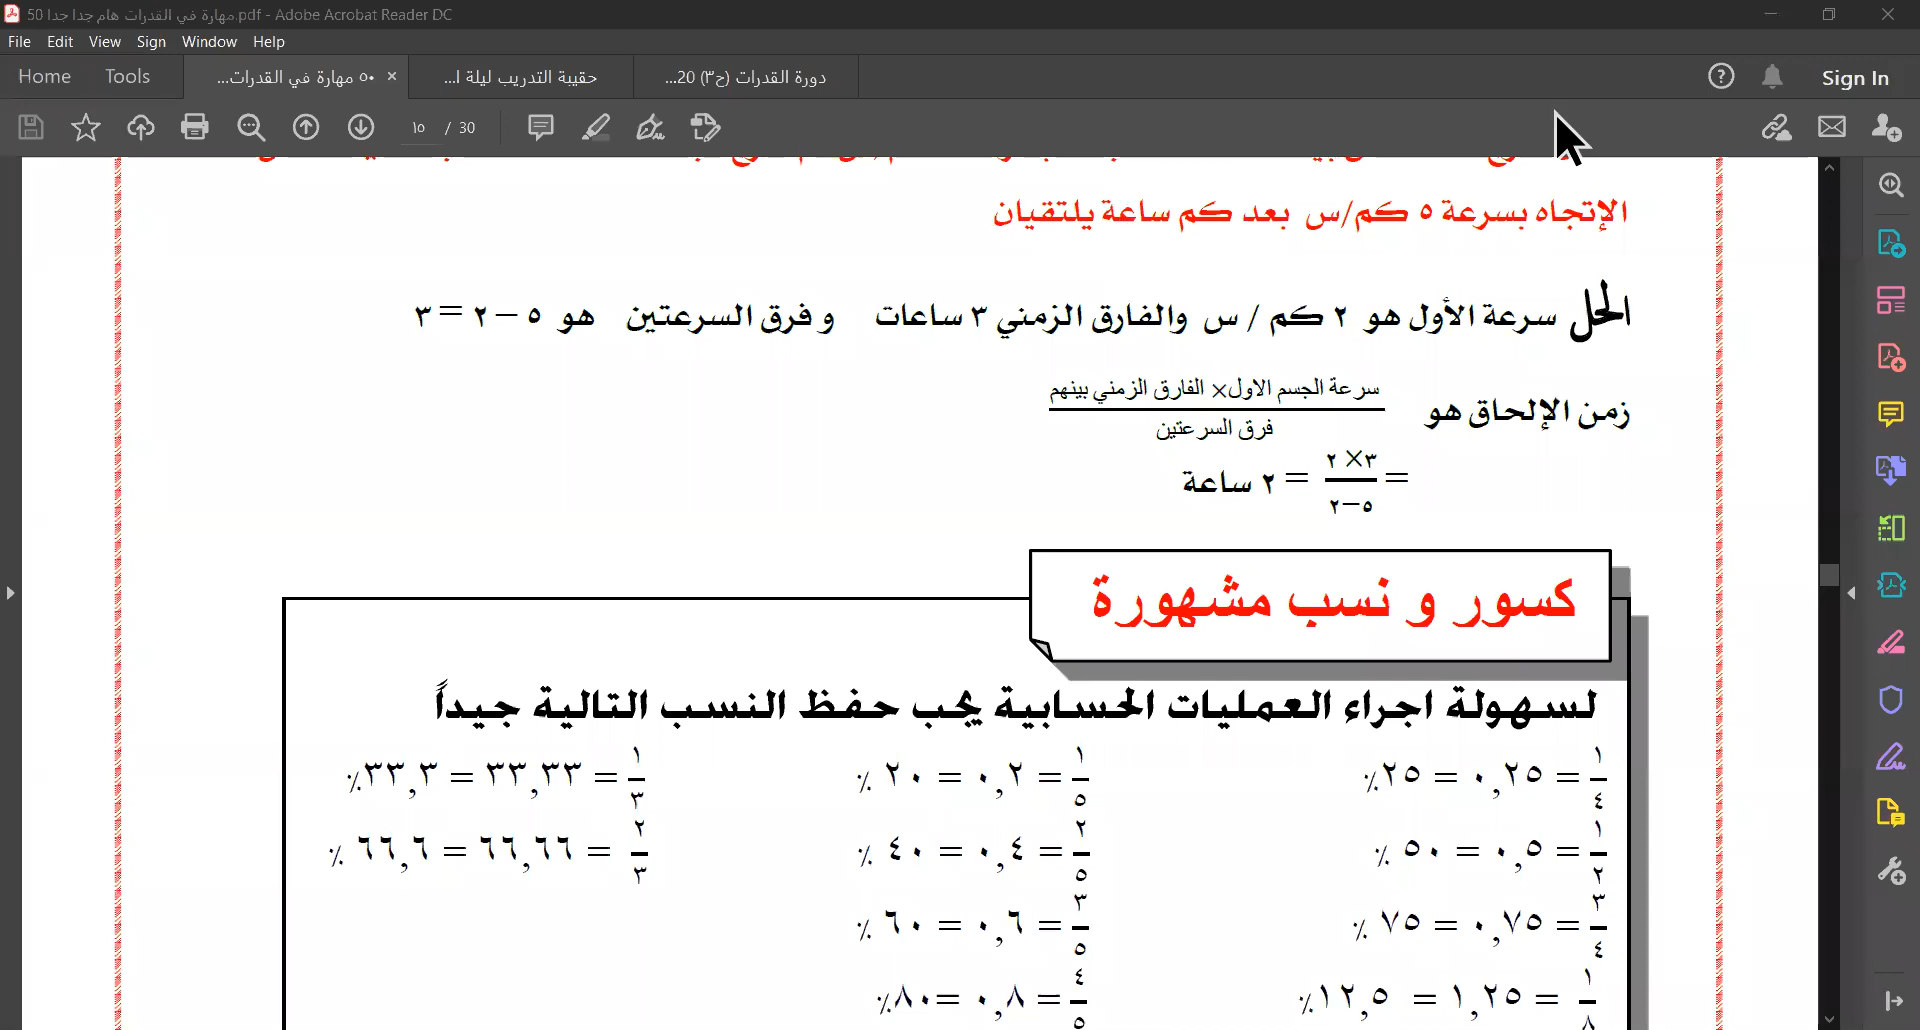 50 مهارة في القدرات هام جدا جدا.pdf - Adobe Acrobat Reader DC
File Edit View Sign Window Help
Home Tools ٥٠ مهارة في القدرات... × حقيبة التدريب ليلة ا... دورة القدرات (ح٣) 20... Sign In
١٥ / 30
الإتجاه بسرعة ٥ كم/س بعد كم ساعة يلتقيان
الحل سرعة الأول هو ٢ كم / س والفارق الزمني ٣ ساعات و فرق السرعتين هو ٥ – ٢ = ٣
زمن الإلحاق هو سرعة الجسم الاول× الفارق الزمني بينهم
فرق السرعتين
= ٣× ٢ / ٥–٢ = ٢ ساعة
كسور و نسب مشهورة
لسهولة اجراء العمليات الحسابية يجب حفظ النسب التالية جيداً
١/٤ = ٠,٢٥ = ٢٥٪ ١/٥ = ٠,٢ = ٢٠ ٪ ١/٣ = ٣٣,٣٣ = ٣٣,٣٪
١/٢ = ٠,٥ = ٥٠ ٪ ٢/٥ = ٠,٤ = ٤٠ ٪ ٢/٣ = ٦٦,٦٦ = ٦٦,٦ ٪
٣/٤ = ٠,٧٥ = ٧٥ ٪ ٣/٥ = ٠,٦ = ٦٠ ٪
١/٨ = ١,٢٥ = ١٢,٥٪ ٤/٥ = ٠,٨ =٨٠٪